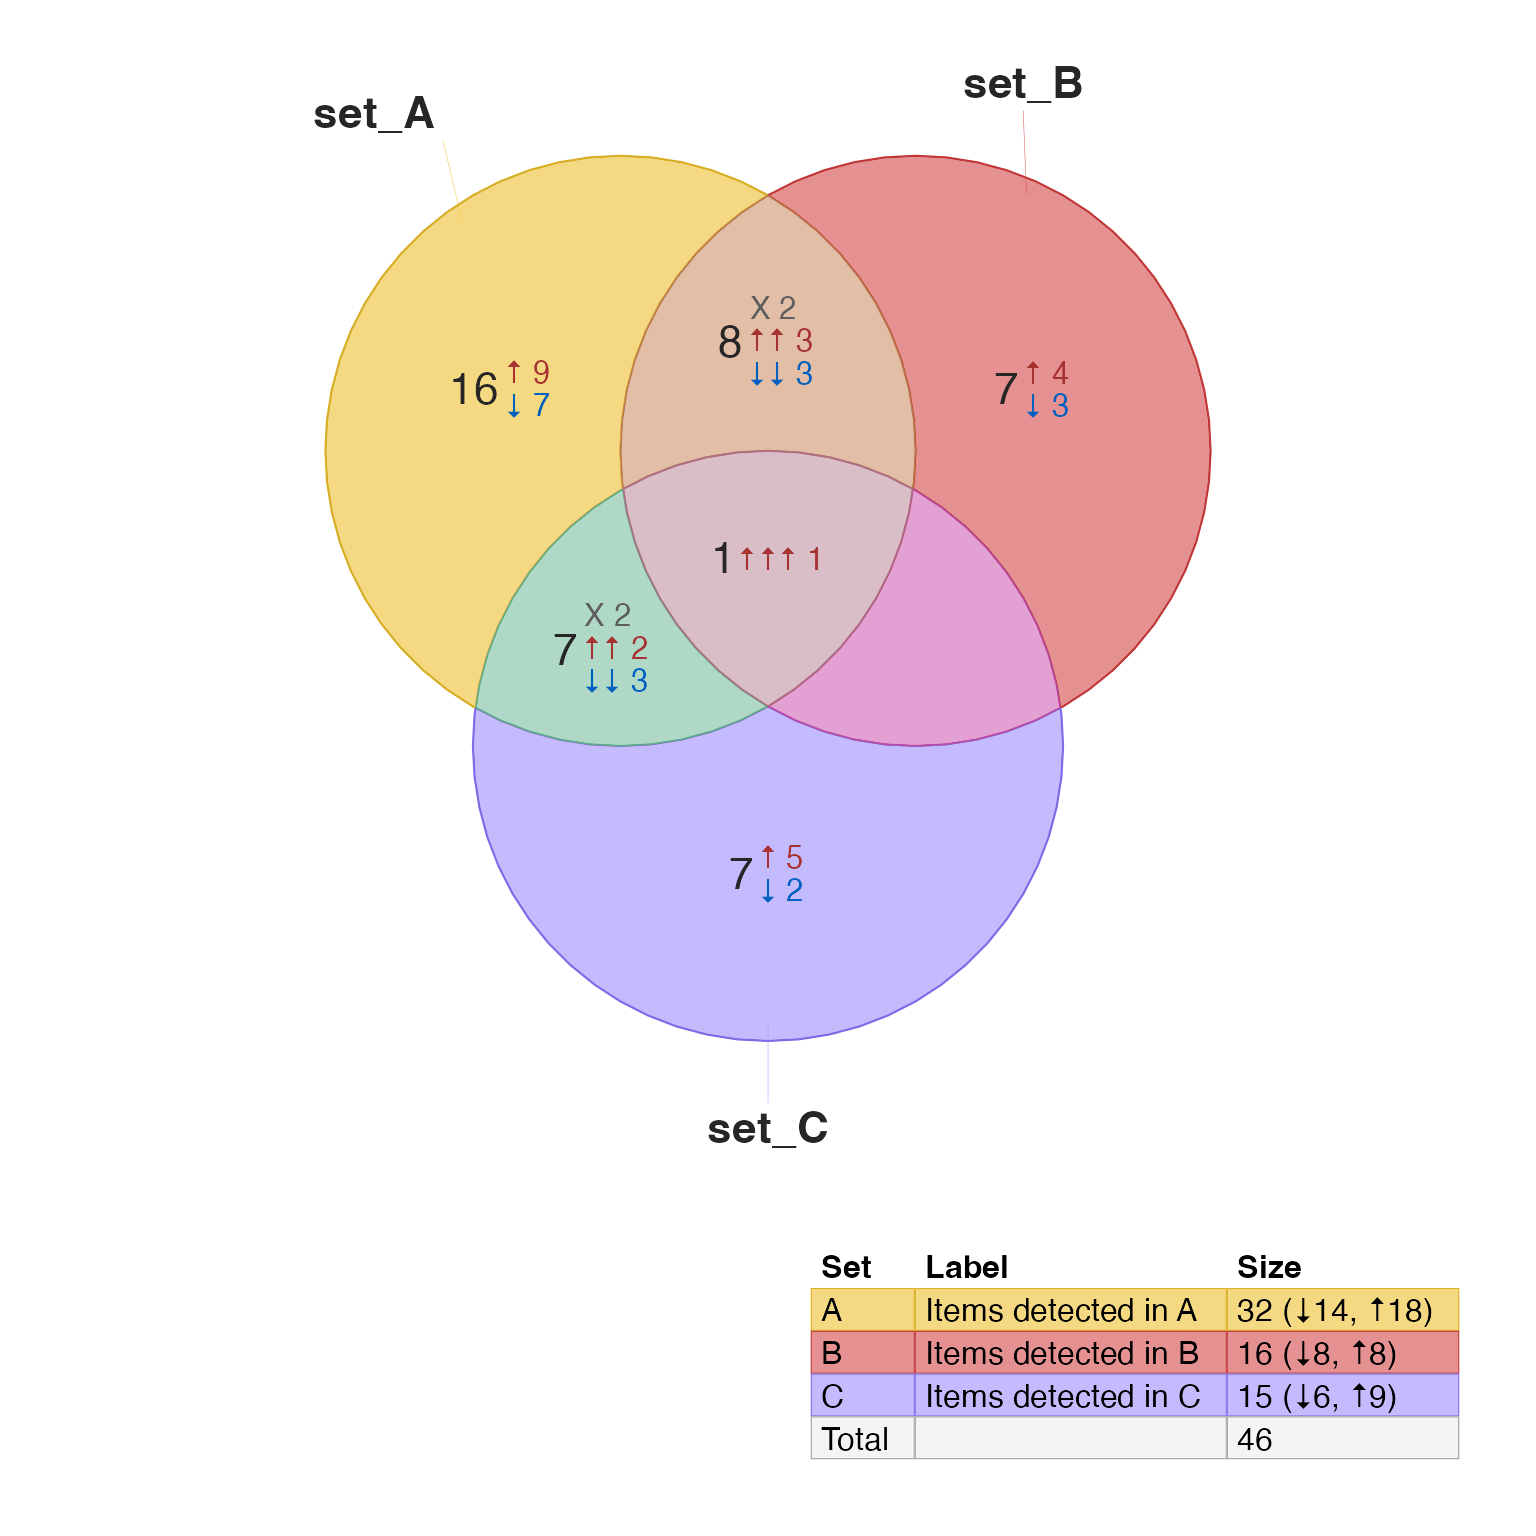 set_A
set_B
X 2
8 ↑↑ 3
↓↓ 3
16 ↑ 9
↓ 7
7 ↑ 4
↓ 3
1 ↑↑↑ 1
X 2
7 ↑↑ 2
↓↓ 3
7 ↑ 5
↓ 2
set_C
Set Label Size
A Items detected in A 32 (↓14, ↑18)
B Items detected in B 16 (↓8, ↑8)
C Items detected in C 15 (↓6, ↑9)
Total 46